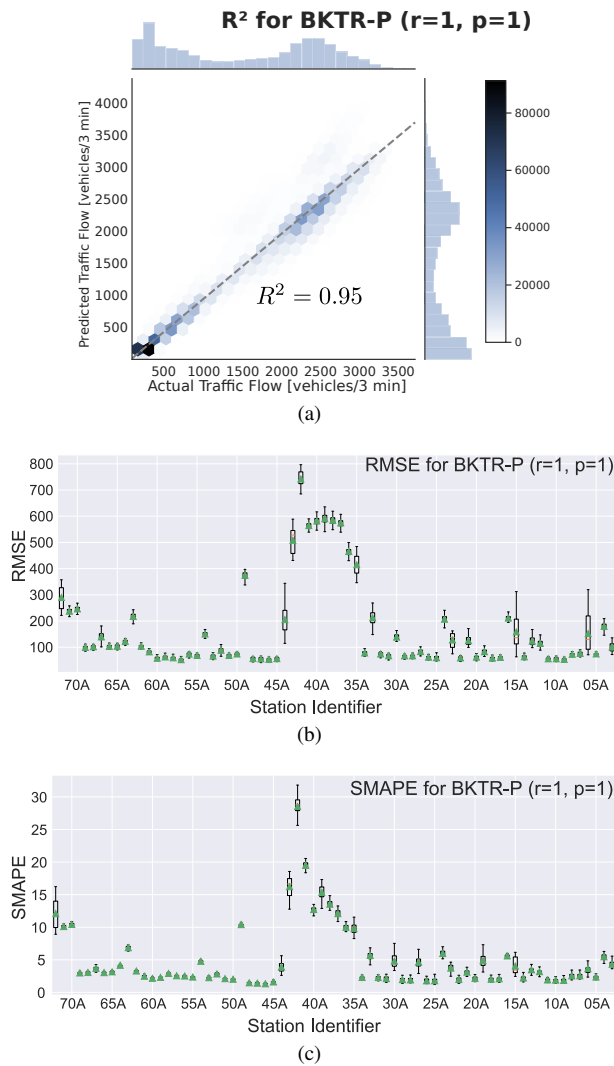 R² for BKTR-P (r=1, p=1)
4000
3500
3000
2500
2000
1500
1000
500
Predicted Traffic Flow [vehicles/3 min]
R² = 0.95
500 1000 1500 2000 2500 3000 3500
Actual Traffic Flow [vehicles/3 min]
80000
60000
40000
20000
0
(a)
RMSE for BKTR-P (r=1, p=1)
800
700
600
500
400
300
200
100
RMSE
70A 65A 60A 55A 50A 45A 40A 35A 30A 25A 20A 15A 10A 05A
Station Identifier
(b)
SMAPE for BKTR-P (r=1, p=1)
30
25
20
15
10
5
0
SMAPE
70A 65A 60A 55A 50A 45A 40A 35A 30A 25A 20A 15A 10A 05A
Station Identifier
(c)